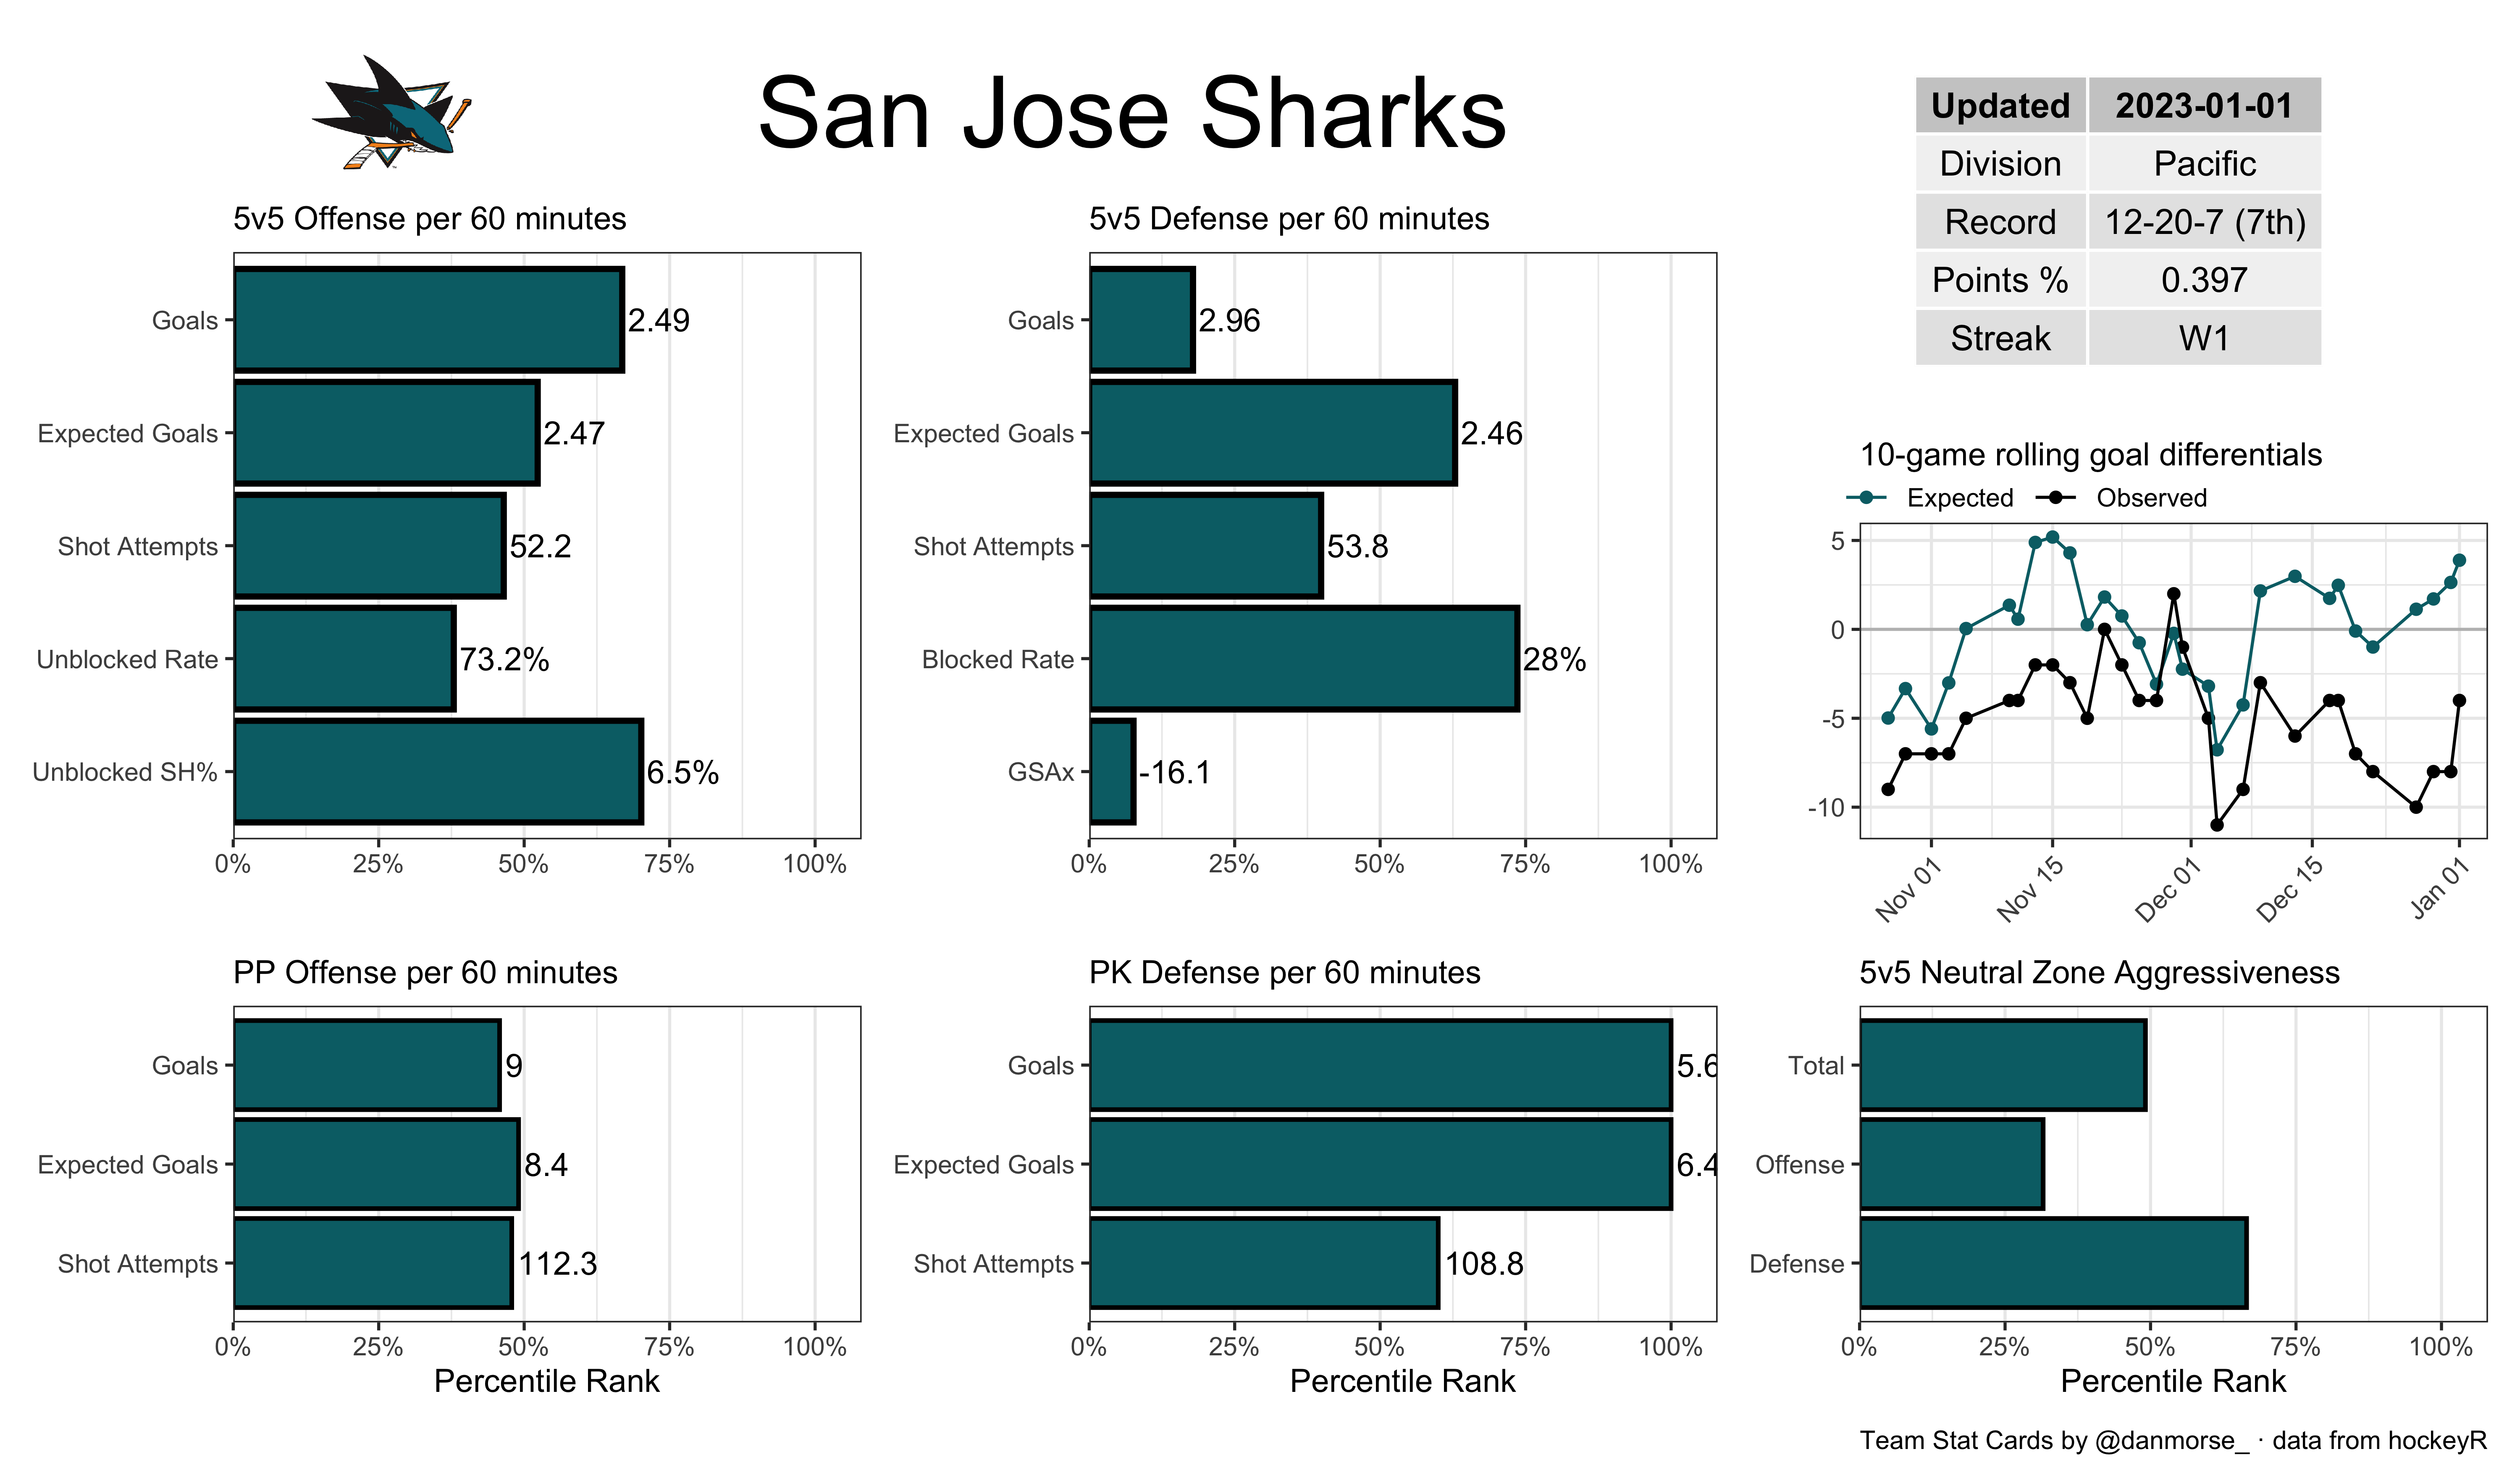 San Jose Sharks
Updated 2023-01-01
Division Pacific
Record 12-20-7 (7th)
Points % 0.397
Streak W1
5v5 Offense per 60 minutes
Goals 2.49
Expected Goals 2.47
Shot Attempts 52.2
Unblocked Rate 73.2%
Unblocked SH% 6.5%
0% 25% 50% 75% 100%
5v5 Defense per 60 minutes
Goals 2.96
Expected Goals 2.46
Shot Attempts 53.8
Blocked Rate 28%
GSAx -16.1
0% 25% 50% 75% 100%
10-game rolling goal differentials
Expected Observed
5
0
-5
-10
Nov 01 Nov 15 Dec 01 Dec 15 Jan 01
PP Offense per 60 minutes
Goals 9
Expected Goals 8.4
Shot Attempts 112.3
0% 25% 50% 75% 100%
Percentile Rank
PK Defense per 60 minutes
Goals 5.6
Expected Goals 6.4
Shot Attempts 108.8
0% 25% 50% 75% 100%
Percentile Rank
5v5 Neutral Zone Aggressiveness
Total
Offense
Defense
0% 25% 50% 75% 100%
Percentile Rank
Team Stat Cards by @danmorse_ · data from hockeyR